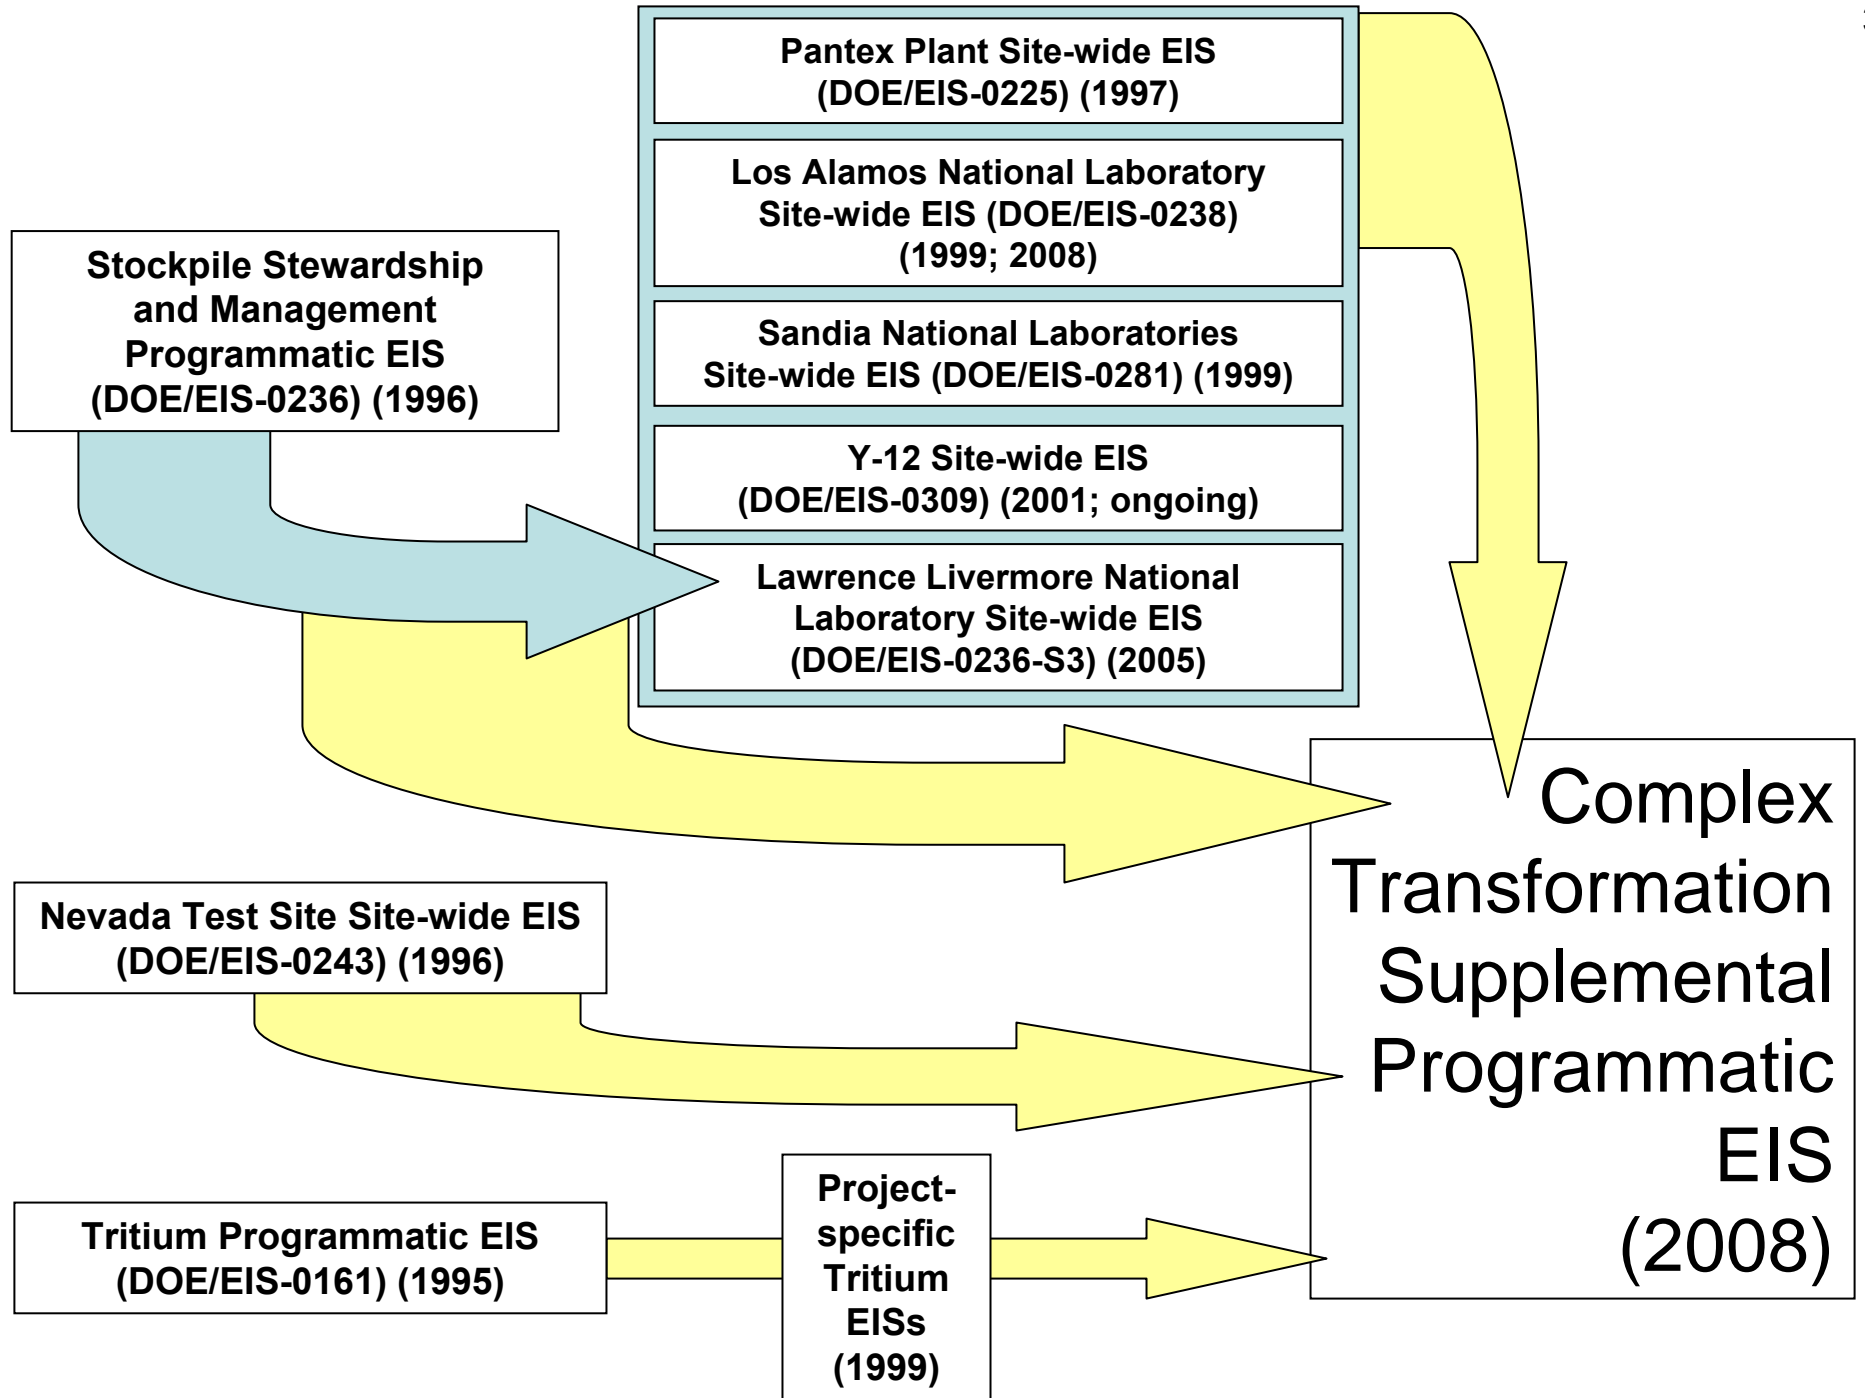 Pantex Plant Site-wide EIS
(DOE/EIS-0225) (1997)
Los Alamos National Laboratory
Site-wide EIS (DOE/EIS-0238)
(1999; 2008)
Sandia National Laboratories
Site-wide EIS (DOE/EIS-0281) (1999)
Y-12 Site-wide EIS
(DOE/EIS-0309) (2001; ongoing)
Lawrence Livermore National
Laboratory Site-wide EIS
(DOE/EIS-0236-S3) (2005)
Stockpile Stewardship
and Management
Programmatic EIS
(DOE/EIS-0236) (1996)
Nevada Test Site Site-wide EIS
(DOE/EIS-0243) (1996)
Tritium Programmatic EIS
(DOE/EIS-0161) (1995)
Project-
specific
Tritium
EISs
(1999)
Complex
Transformation
Supplemental
Programmatic
EIS
(2008)